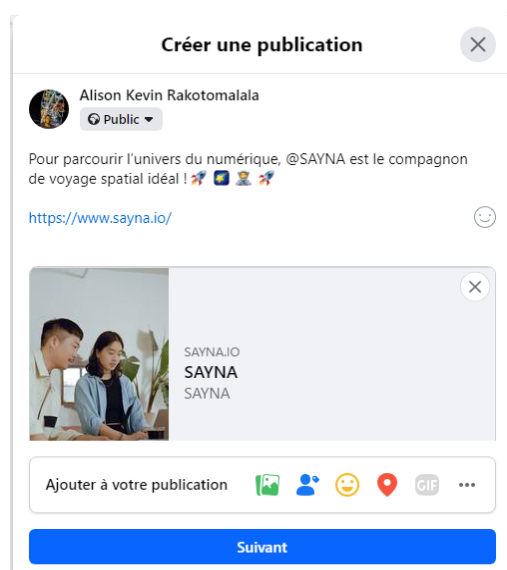 Créer une publication
Alison Kevin Rakotomalala
Public
Pour parcourir l'univers du numérique, @SAYNA est le compagnon
de voyage spatial idéal ! 🚀 🌠 👨‍🚀 🚀
https://www.sayna.io/
SAYNA.IO
SAYNA
SAYNA
Ajouter à votre publication
GIF
Suivant